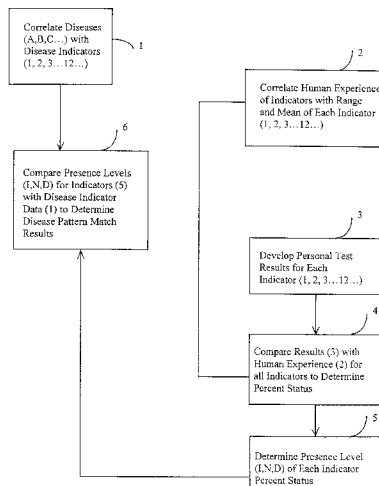 Correlate Diseases
(A,B,C...) with
Disease Indicators
(1, 2, 3...12...)
1
2
Correlate Human Experience
of Indicators with Range
and Mean of Each Indicator
(1, 2, 3...12...)
6
Compare Presence Levels
(I,N,D) for Indicators (5)
with Disease Indicator
Data (1) to Determine
Disease Pattern Match
Results
3
Develop Personal Test
Results for Each
Indicator (1, 2, 3...12...)
4
Compare Results (3) with
Human Experience (2) for
all Indicators to Determine
Percent Status
5
Determine Presence Level
(I,N,D) of Each Indicator
Percent Status